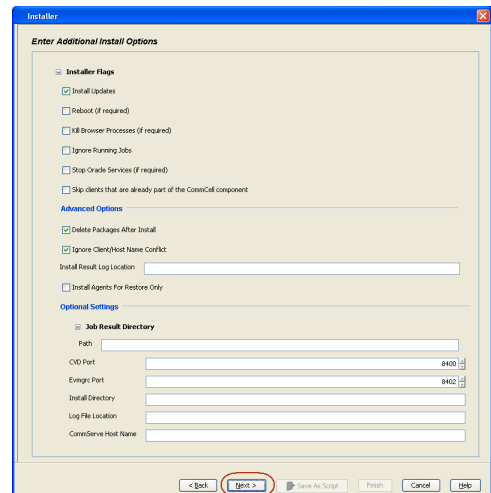 Installer
Enter Additional Install Options
Installer Flags
Install Updates
Reboot (if required)
Kill Browser Processes (if required)
Ignore Running Jobs
Stop Oracle Services (if required)
Skip clients that are already part of the CommCell component
Advanced Options
Delete Packages After Install
Ignore Client/Host Name Conflict
Install Result Log Location
Install Agents For Restore Only
Optional Settings
Job Result Directory
Path
CVD Port 8400
Evmgrc Port 8402
Install Directory
Log File Location
CommServe Host Name
< Back Next > Save As Script Finish Cancel Help